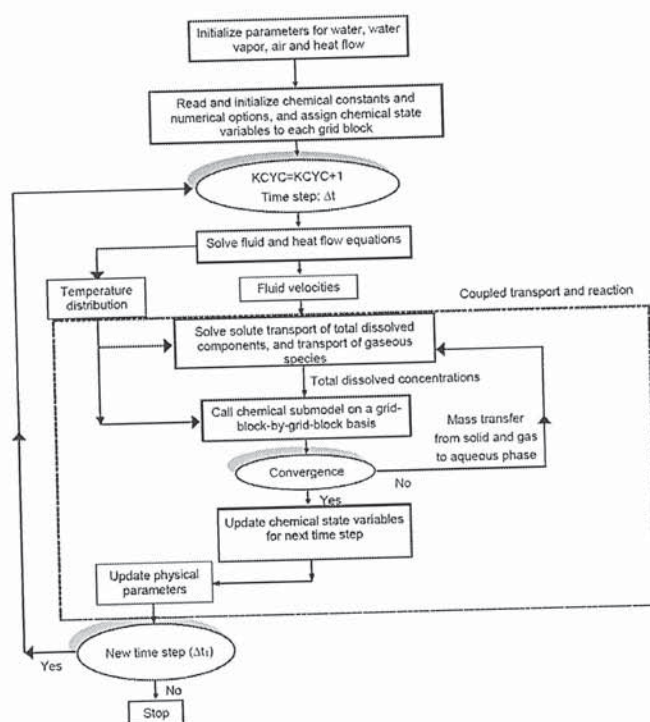 Initialize parameters for water, water
vapor, air and heat flow
Read and initialize chemical constants and
numerical options, and assign chemical state
variables to each grid block
KCYC=KCYC+1
Time step: Δt
Solve fluid and heat flow equations
Temperature
distribution
Fluid velocities
Coupled transport and reaction
Solve solute transport of total dissolved
components, and transport of gaseous
species
Total dissolved concentrations
Call chemical submodel on a grid-
block-by-grid-block basis
Mass transfer
from solid and gas
to aqueous phase
Convergence
No
Yes
Update chemical state variables
for next time step
Update physical
parameters
New time step (Δt₁)
Yes
No
Stop